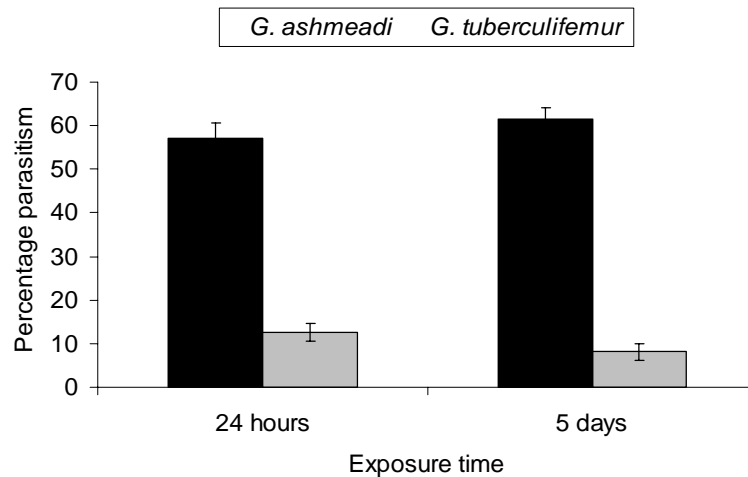 G. ashmeadi G. tuberculifemur
70
60
50
40
30
20
10
0
Percentage parasitism
24 hours 5 days
Exposure time